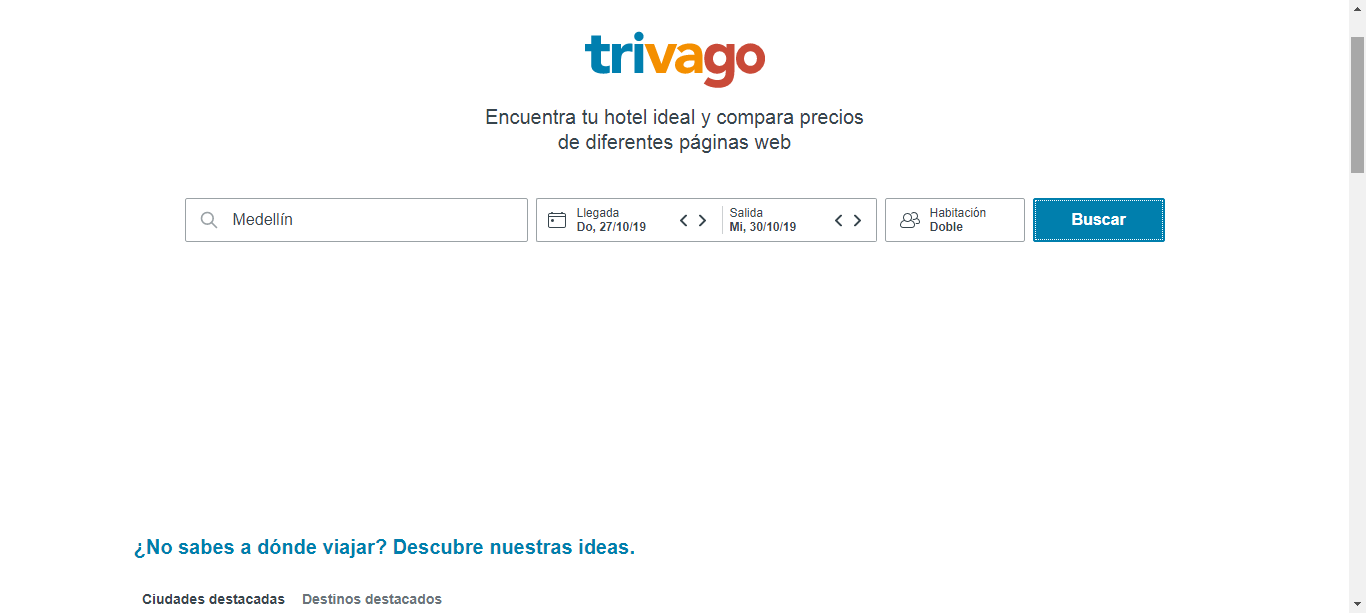 trivago
Encuentra tu hotel ideal y compara precios
de diferentes páginas web
Medellín
Llegada
Do, 27/10/19
Salida
Mi, 30/10/19
Habitación
Doble
Buscar
¿No sabes a dónde viajar? Descubre nuestras ideas.
Ciudades destacadas Destinos destacados